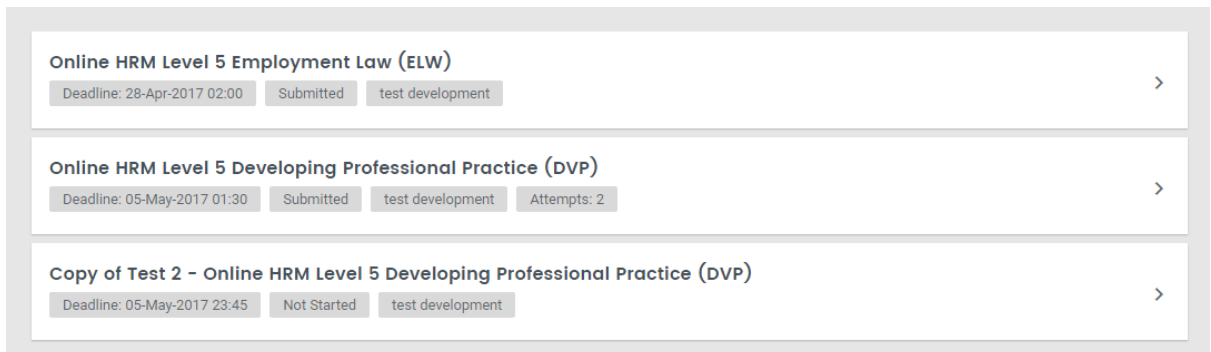 Online HRM Level 5 Employment Law (ELW)
Deadline: 28-Apr-2017 02:00 Submitted test development
Online HRM Level 5 Developing Professional Practice (DVP)
Deadline: 05-May-2017 01:30 Submitted test development Attempts: 2
Copy of Test 2 - Online HRM Level 5 Developing Professional Practice (DVP)
Deadline: 05-May-2017 23:45 Not Started test development